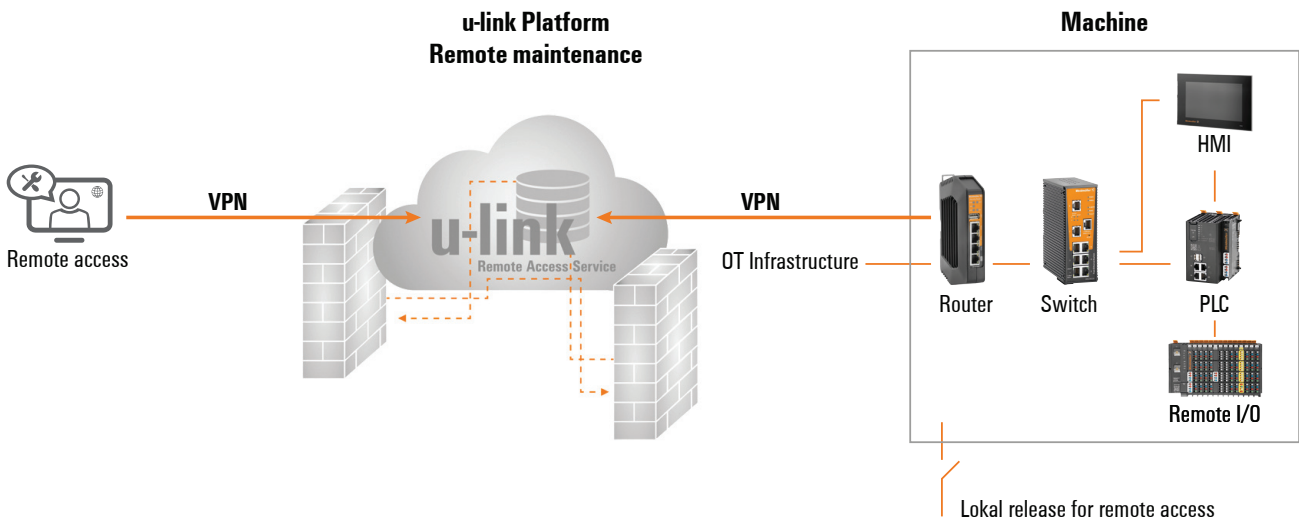 u-link Platform
Remote maintenance
Machine
HMI
VPN
VPN
u-link
Remote Access Service
Remote access
OT Infrastructure
Router
Switch
PLC
Remote I/O
Lokal release for remote access